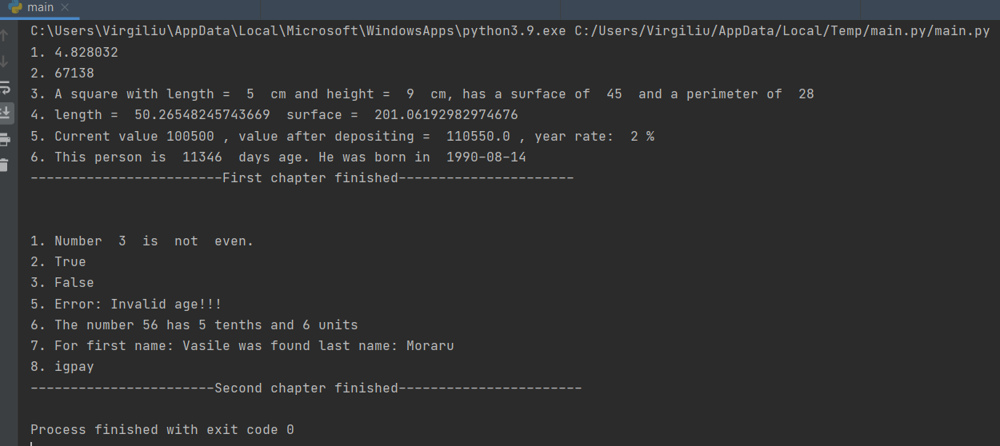 main
C:\Users\Virgiliu\AppData\Local\Microsoft\WindowsApps\python3.9.exe C:/Users/Virgiliu/AppData/Local/Temp/main.py/main.py
1. 4.828032
2. 67138
3. A square with length =  5  cm and height =  9  cm, has a surface of  45  and a perimeter of  28
4. length =  50.26548245743669  surface =  201.06192982974676
5. Current value 100500 , value after depositing =  110550.0 , year rate:  2 %
6. This person is  11346  days age. He was born in  1990-08-14
------------------------First chapter finished----------------------
1. Number  3  is  not  even.
2. True
3. False
5. Error: Invalid age!!!
6. The number 56 has 5 tenths and 6 units
7. For first name: Vasile was found last name: Moraru
8. igpay
-----------------------Second chapter finished-----------------------
Process finished with exit code 0